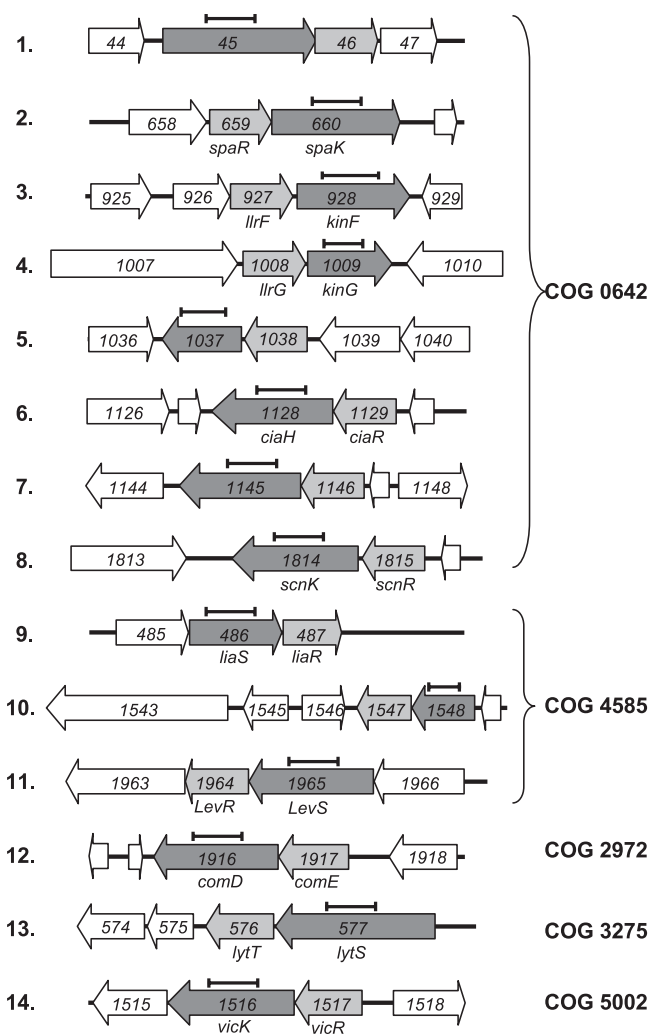 1. 44 45 46 47
2. 658 659 660
spaR spaK
3. 925 926 927 928 929
llrF kinF
4. 1007 1008 1009 1010
llrG kinG
COG 0642
5. 1036 1037 1038 1039 1040
6. 1126 1128 1129
ciaH ciaR
7. 1144 1145 1146 1148
8. 1813 1814 1815
scnK scnR
9. 485 486 487
liaS liaR
10. 1543 1545 1546 1547 1548 COG 4585
11. 1963 1964 1965 1966
LevR LevS
12. 1916 1917 1918 COG 2972
comD comE
13. 574 575 576 577 COG 3275
lytT lytS
14. 1515 1516 1517 1518 COG 5002
vicK vicR